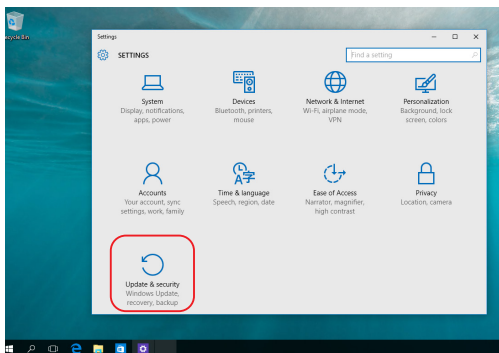 Recycle Bin
Settings
SETTINGS
Find a setting
System
Display, notifications,
apps, power
Devices
Bluetooth, printers,
mouse
Network & Internet
Wi-Fi, airplane mode,
VPN
Personalization
Background, lock
screen, colors
Accounts
Your account, sync
settings, work, family
Time & language
Speech, region, date
Ease of Access
Narrator, magnifier,
high contrast
Privacy
Location, camera
Update & security
Windows Update,
recovery, backup